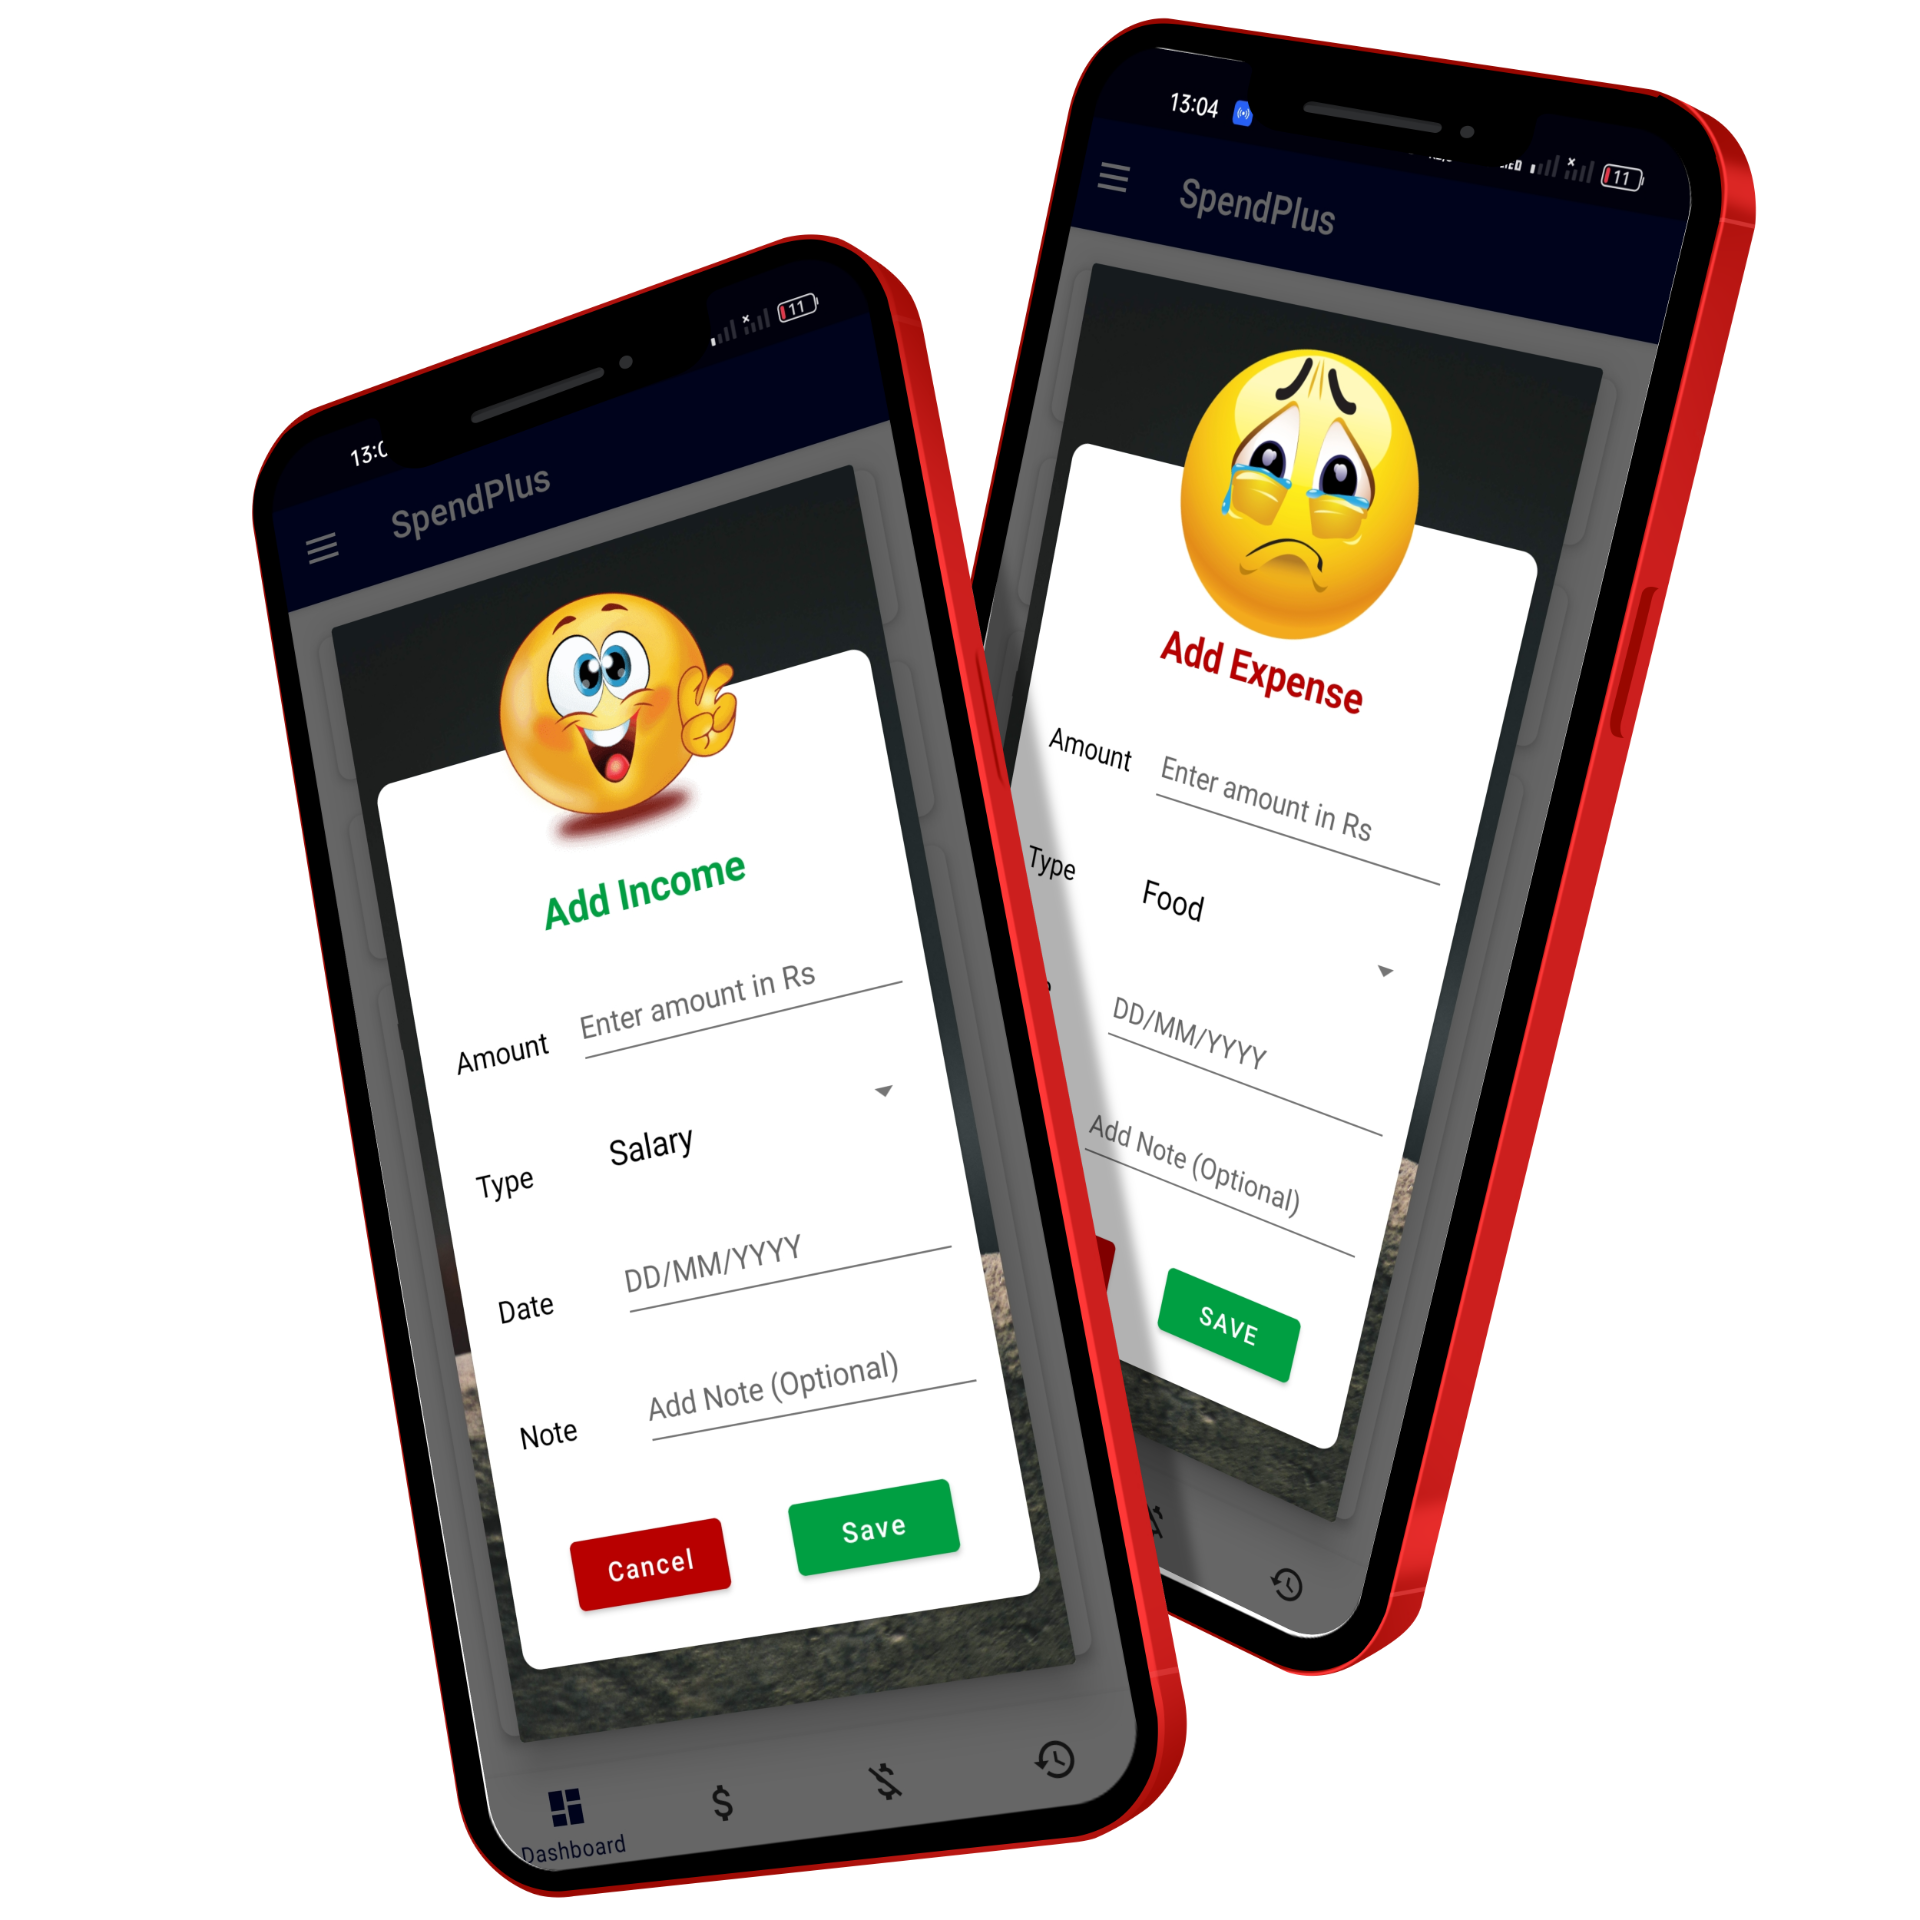 13:0
11
SpendPlus
Add Income
Amount
Enter amount in Rs
Type
Salary
Date
DD/MM/YYYY
Note
Add Note (Optional)
Cancel
Save
Dashboard
13:04
11
SpendPlus
Add Expense
Amount
Enter amount in Rs
Type
Food
DD/MM/YYYY
Add Note (Optional)
SAVE